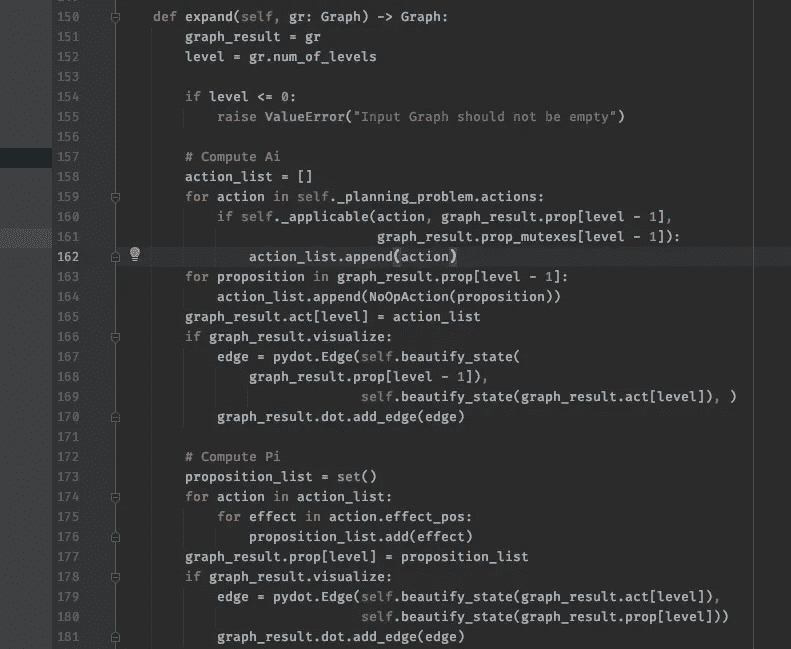 150 def expand(self, gr: Graph) -> Graph:
151 graph_result = gr
152 level = gr.num_of_levels
153
154 if level <= 0:
155 raise ValueError("Input Graph should not be empty")
156
157 # Compute Ai
158 action_list = []
159 for action in self._planning_problem.actions:
160 if self._applicable(action, graph_result.prop[level - 1],
161 graph_result.prop_mutexes[level - 1]):
162 action_list.append(action)
163 for proposition in graph_result.prop[level - 1]:
164 action_list.append(NoOpAction(proposition))
165 graph_result.act[level] = action_list
166 if graph_result.visualize:
167 edge = pydot.Edge(self.beautify_state(
168 graph_result.prop[level - 1]),
169 self.beautify_state(graph_result.act[level]), )
170 graph_result.dot.add_edge(edge)
171
172 # Compute Pi
173 proposition_list = set()
174 for action in action_list:
175 for effect in action.effect_pos:
176 proposition_list.add(effect)
177 graph_result.prop[level] = proposition_list
178 if graph_result.visualize:
179 edge = pydot.Edge(self.beautify_state(graph_result.act[level]),
180 self.beautify_state(graph_result.prop[level]))
181 graph_result.dot.add_edge(edge)